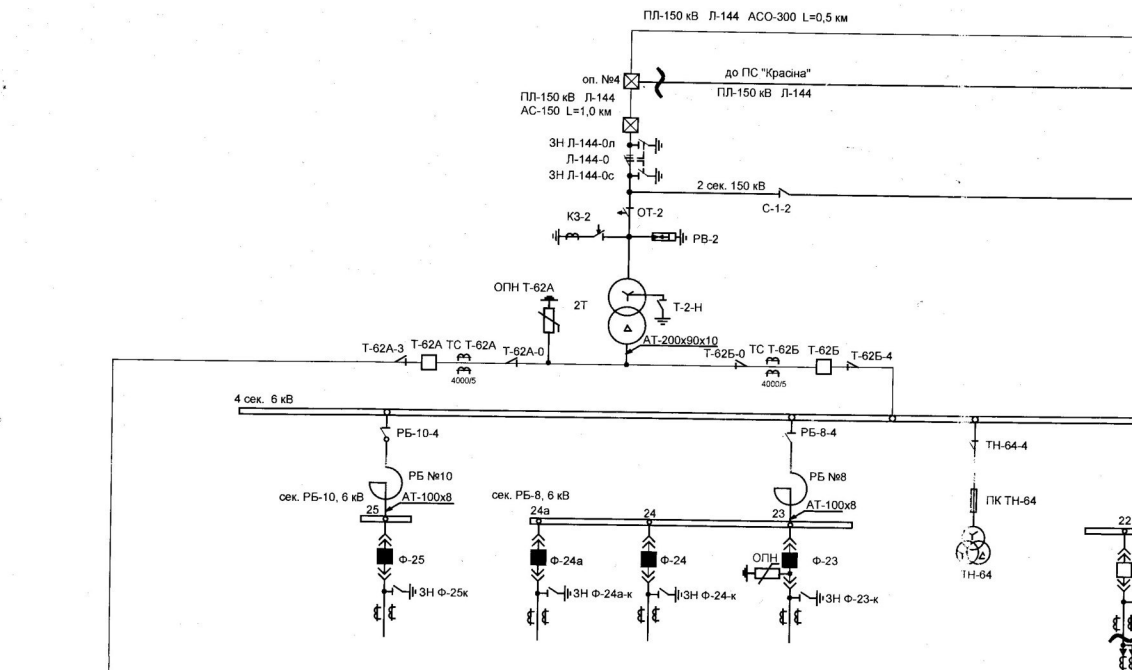 ПЛ-150 кВ Л-144 АСО-300 L=0,5 км
оп. №4
до ПС "Красіна"
ПЛ-150 кВ Л-144
ПЛ-150 кВ Л-144
АС-150 L=1,0 км
ЗН Л-144-0л
Л-144-0
ЗН Л-144-0с
2 сек. 150 кВ
С-1-2
КЗ-2
ОТ-2
РВ-2
ОПН Т-62А
2Т
Т-2-Н
АТ-200х90х10
Т-62А-3
Т-62А
ТС Т-62А
Т-62А-0
4000/5
Т-62Б-0
ТС Т-62Б
Т-62Б
Т-62Б-4
4000/5
4 сек. 6 кВ
РБ-10-4
РБ-8-4
ТН-64-4
РБ №10
РБ №8
сек. РБ-10, 6 кВ
АТ-100х8
сек. РБ-8, 6 кВ
АТ-100х8
ПК ТН-64
25
24а
24
23
22
Ф-25
Ф-24а
Ф-24
ОПН
Ф-23
ТН-64
ЗН Ф-25к
ЗН Ф-24а-к
ЗН Ф-24-к
ЗН Ф-23-к